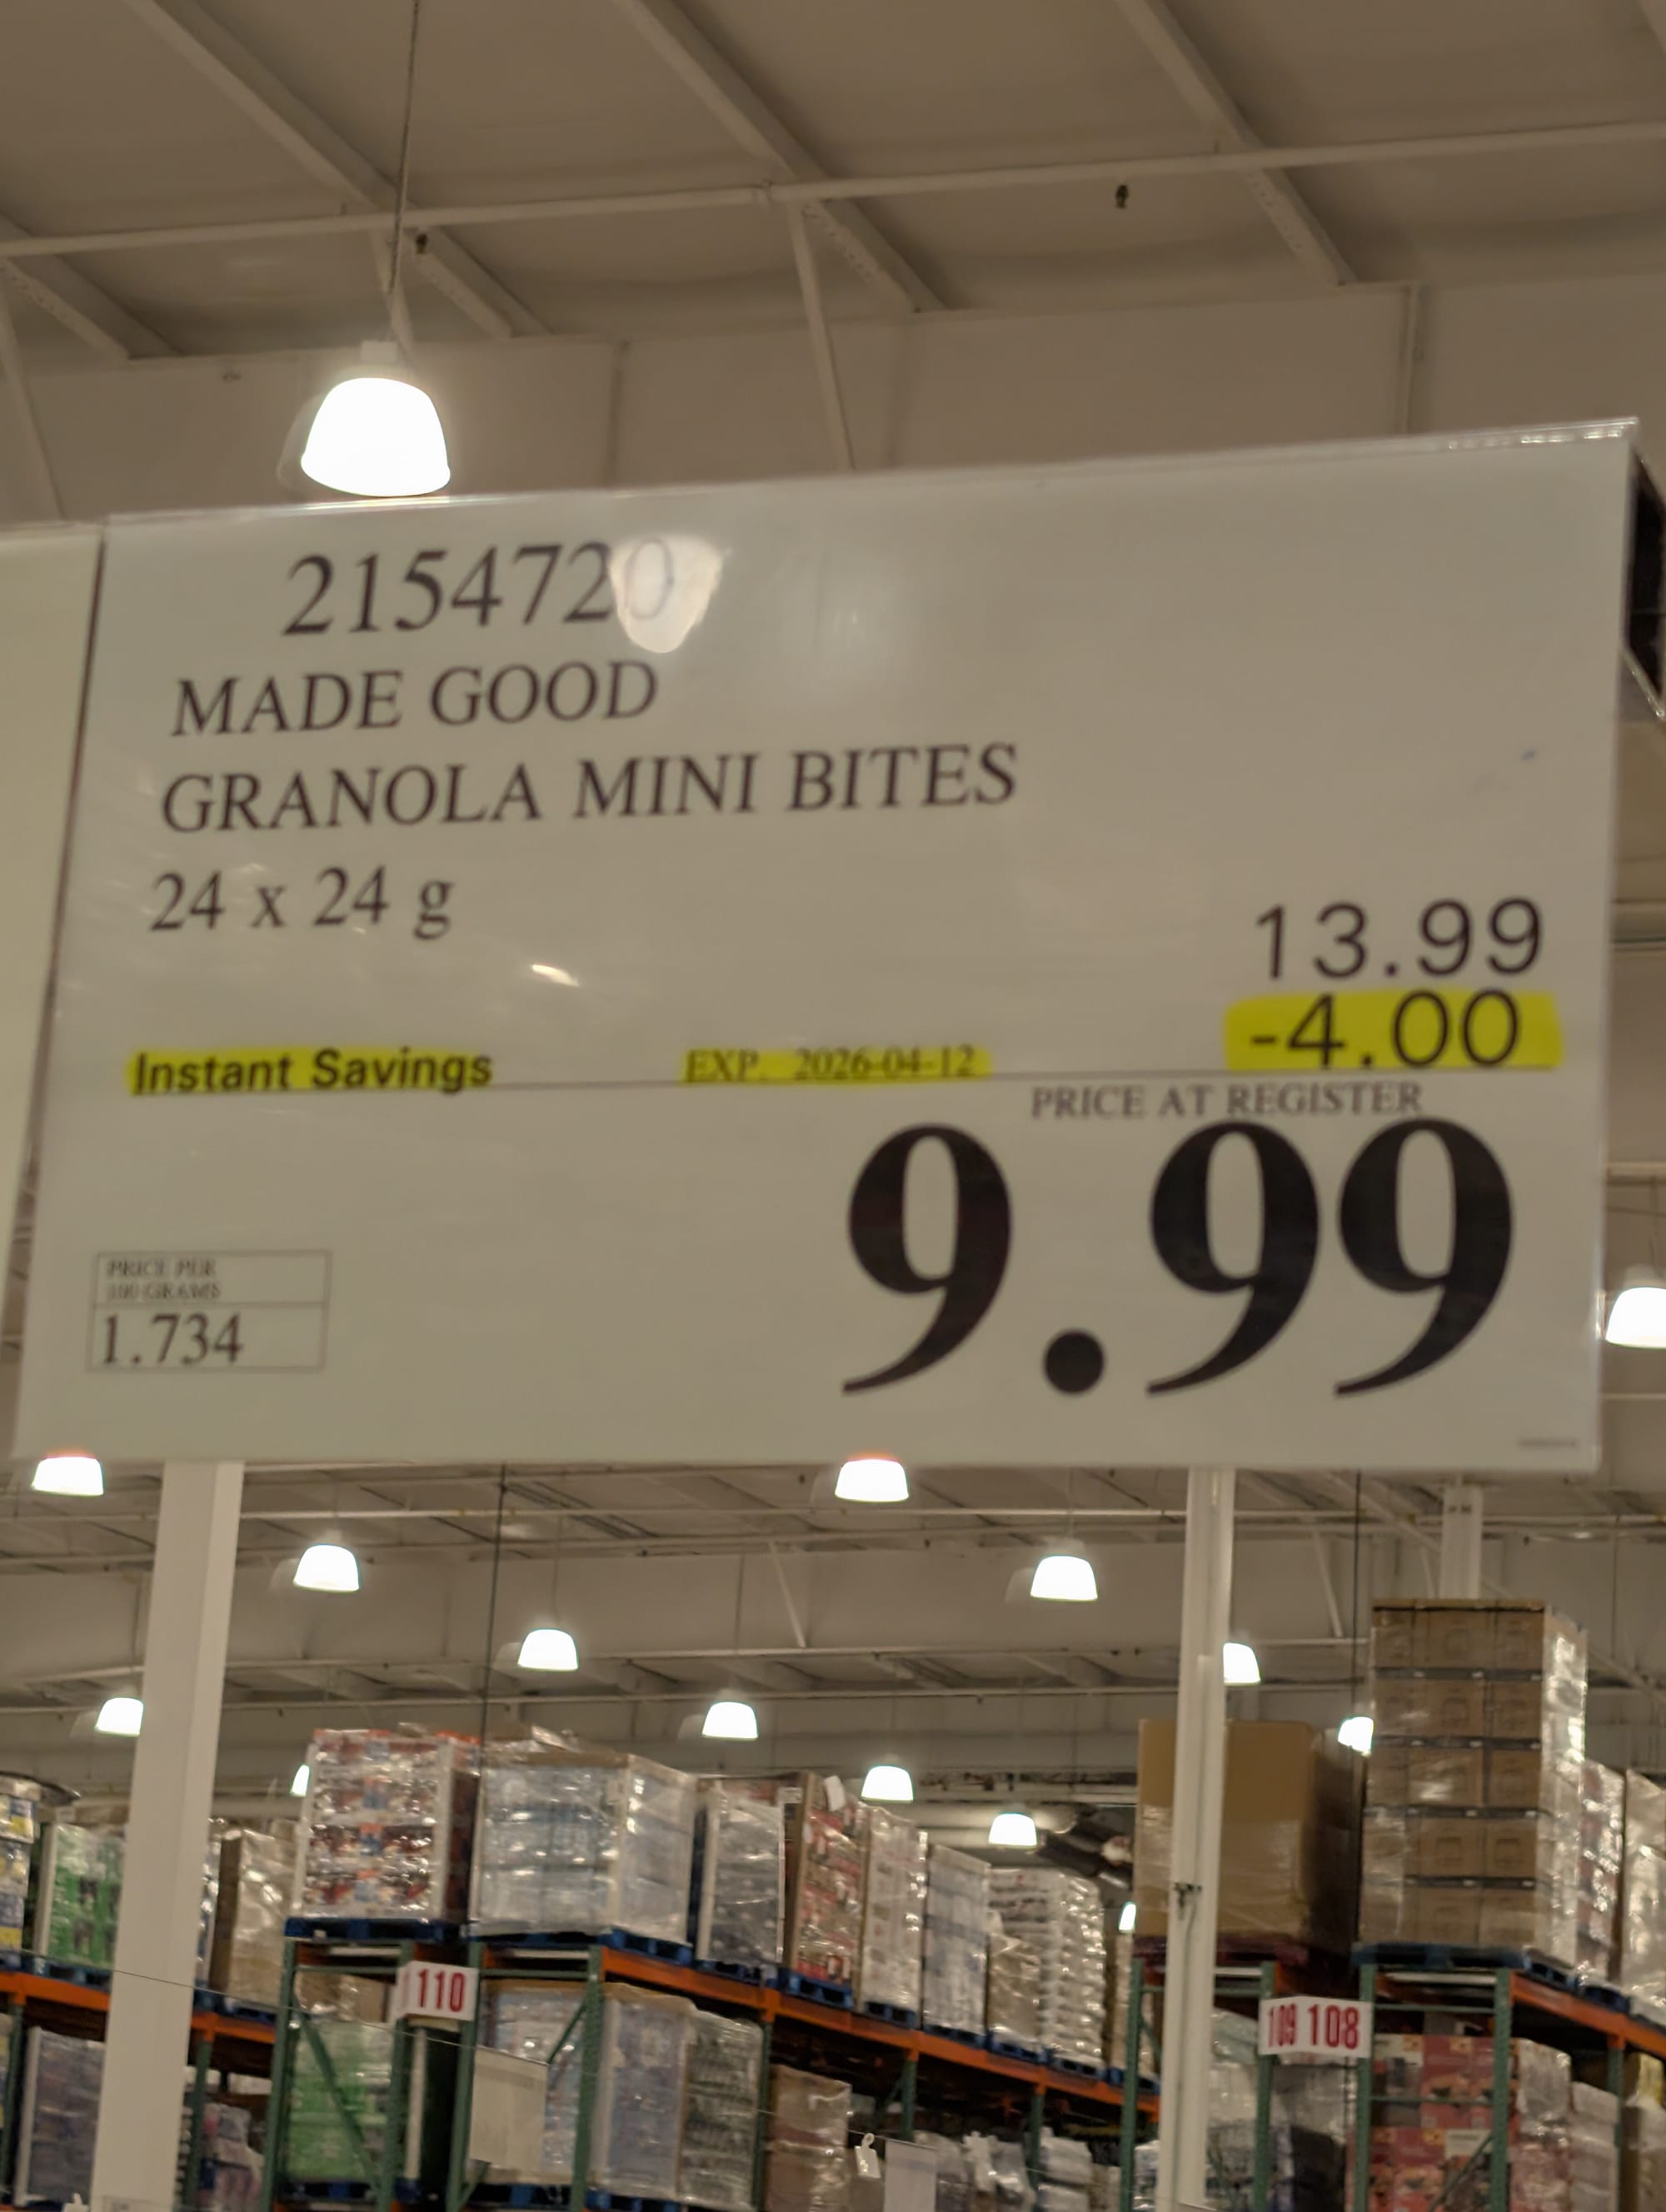 2154720
MADE GOOD
GRANOLA MINI BITES
24 x 24 g
13.99
-4.00
Instant Savings EXP. 2026-04-12
PRICE AT REGISTER
9.99
PRICE PER
100 GRAMS
1.734
110
109 108